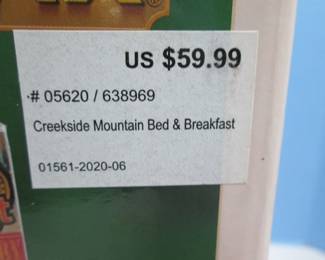 US $59.99
# 05620 / 638969
Creekside Mountain Bed & Breakfast
01561-2020-06